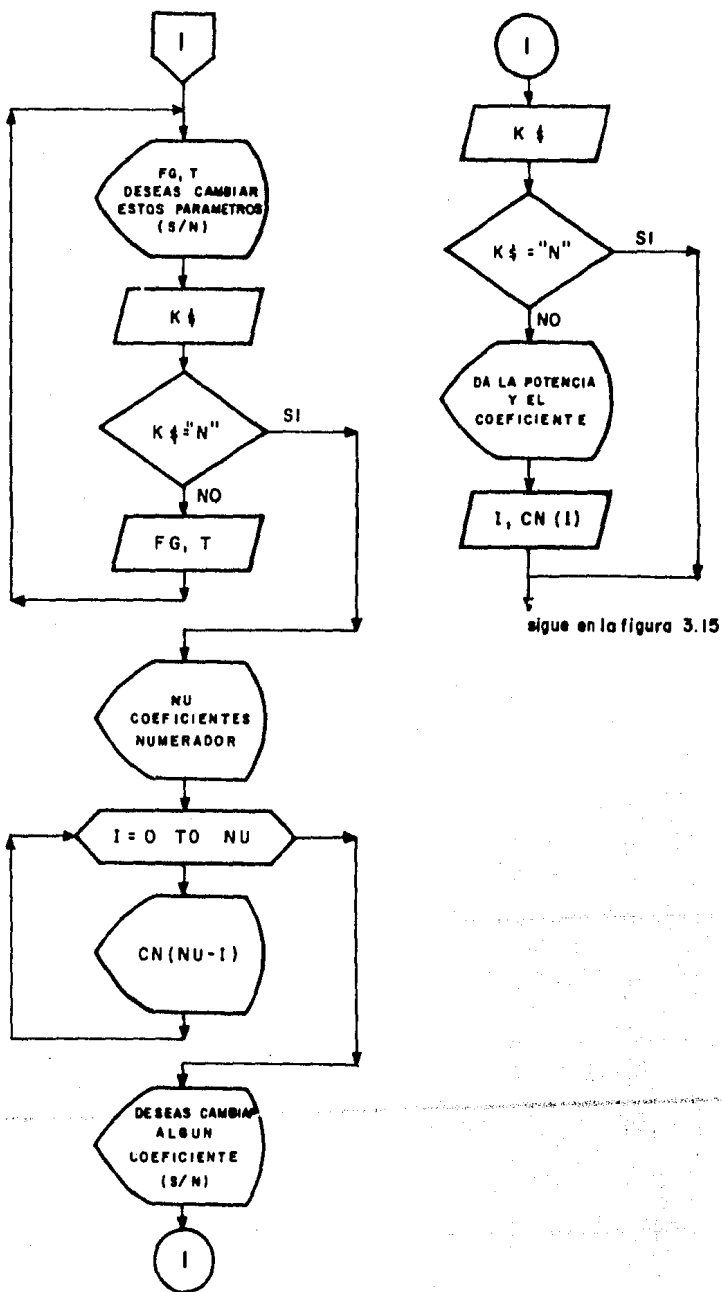 I
FG, T
DESEAS CAMBIAR
ESTOS PARAMETROS
(S/N)
K $
K $="N"
SI
NO
FG, T
NU
COEFICIENTES
NUMERADOR
I = 0 TO NU
CN(NU-I)
DESEAS CAMBIAR
ALGUN
COEFICIENTE
(S/N)
I
I
K $
K $ = "N"
SI
NO
DA LA POTENCIA
Y EL
COEFICIENTE
I, CN (I)
sigue en la figura 3.15